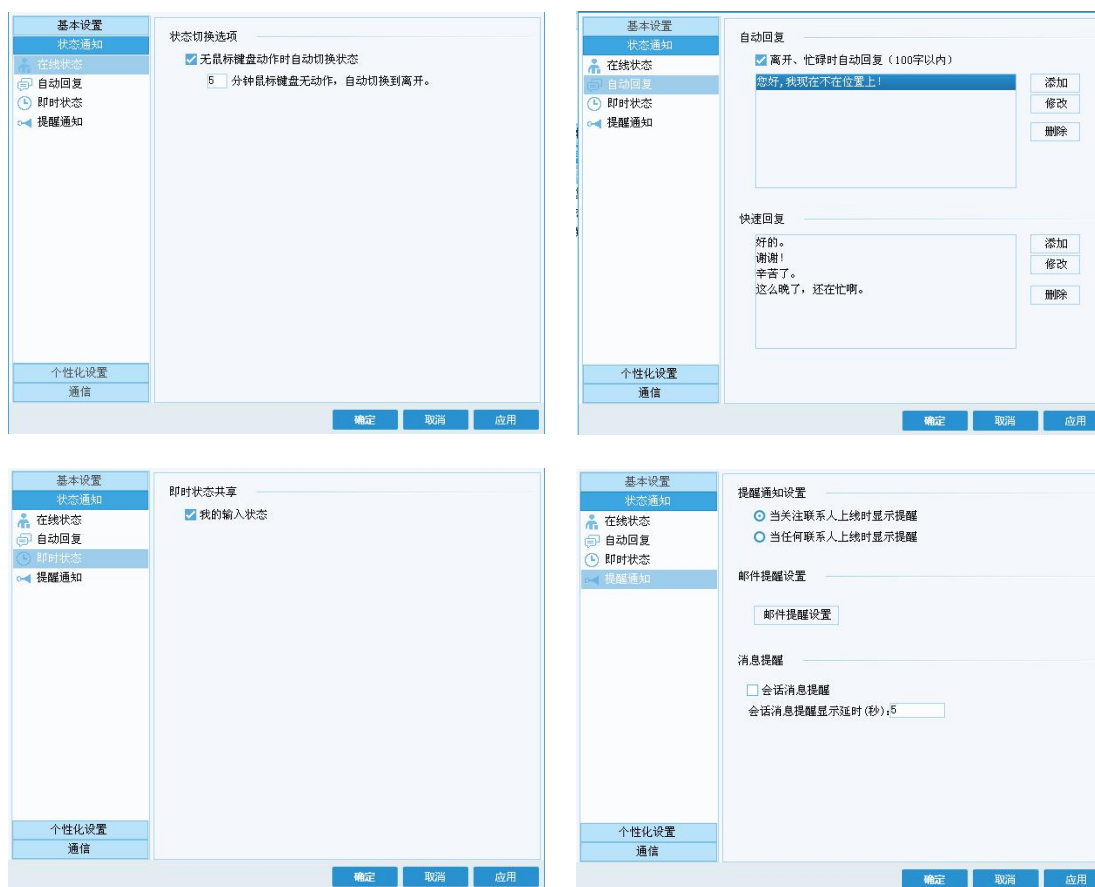 基本设置
状态通知
在线状态
自动回复
即时状态
提醒通知
个性化设置
通信
状态切换选项
无鼠标键盘动作时自动切换状态
5 分钟鼠标键盘无动作，自动切换到离开。
确定 取消 应用
基本设置
状态通知
在线状态
自动回复
即时状态
提醒通知
个性化设置
通信
自动回复
离开、忙碌时自动回复（100字以内）
您好,我现在不在位置上!
添加
修改
删除
快速回复
好的。
谢谢!
辛苦了。
这么晚了，还在忙啊。
添加
修改
删除
确定 取消 应用
基本设置
状态通知
在线状态
自动回复
即时状态
提醒通知
个性化设置
通信
即时状态共享
我的输入状态
确定 取消 应用
基本设置
状态通知
在线状态
自动回复
即时状态
提醒通知
个性化设置
通信
提醒通知设置
当关注联系人上线时显示提醒
当任何联系人上线时显示提醒
邮件提醒设置
邮件提醒设置
消息提醒
会话消息提醒
会话消息提醒显示延时(秒):5
确定 取消 应用